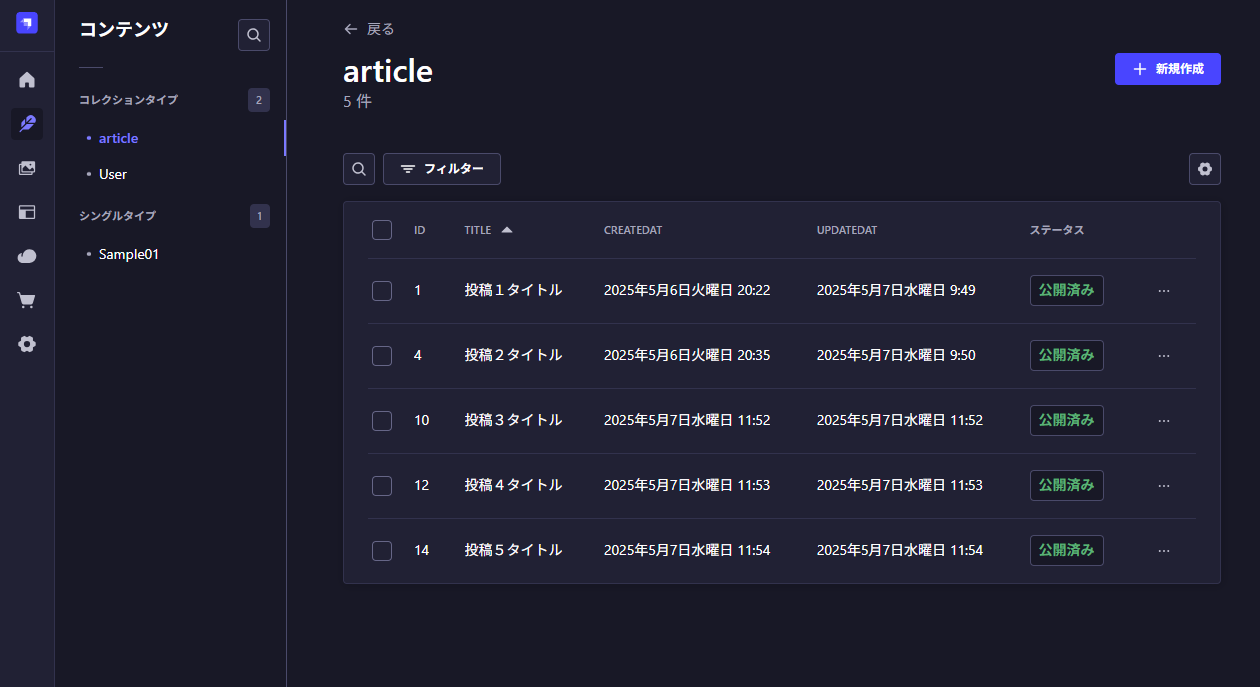 コンテンツ
コレクションタイプ 2
article
User
シングルタイプ 1
Sample01
戻る
article
5 件
新規作成
フィルター
ID TITLE CREATEDAT UPDATEDAT ステータス
1 投稿１タイトル 2025年5月6日火曜日 20:22 2025年5月7日水曜日 9:49 公開済み
4 投稿２タイトル 2025年5月6日火曜日 20:35 2025年5月7日水曜日 9:50 公開済み
10 投稿３タイトル 2025年5月7日水曜日 11:52 2025年5月7日水曜日 11:52 公開済み
12 投稿４タイトル 2025年5月7日水曜日 11:53 2025年5月7日水曜日 11:53 公開済み
14 投稿５タイトル 2025年5月7日水曜日 11:54 2025年5月7日水曜日 11:54 公開済み